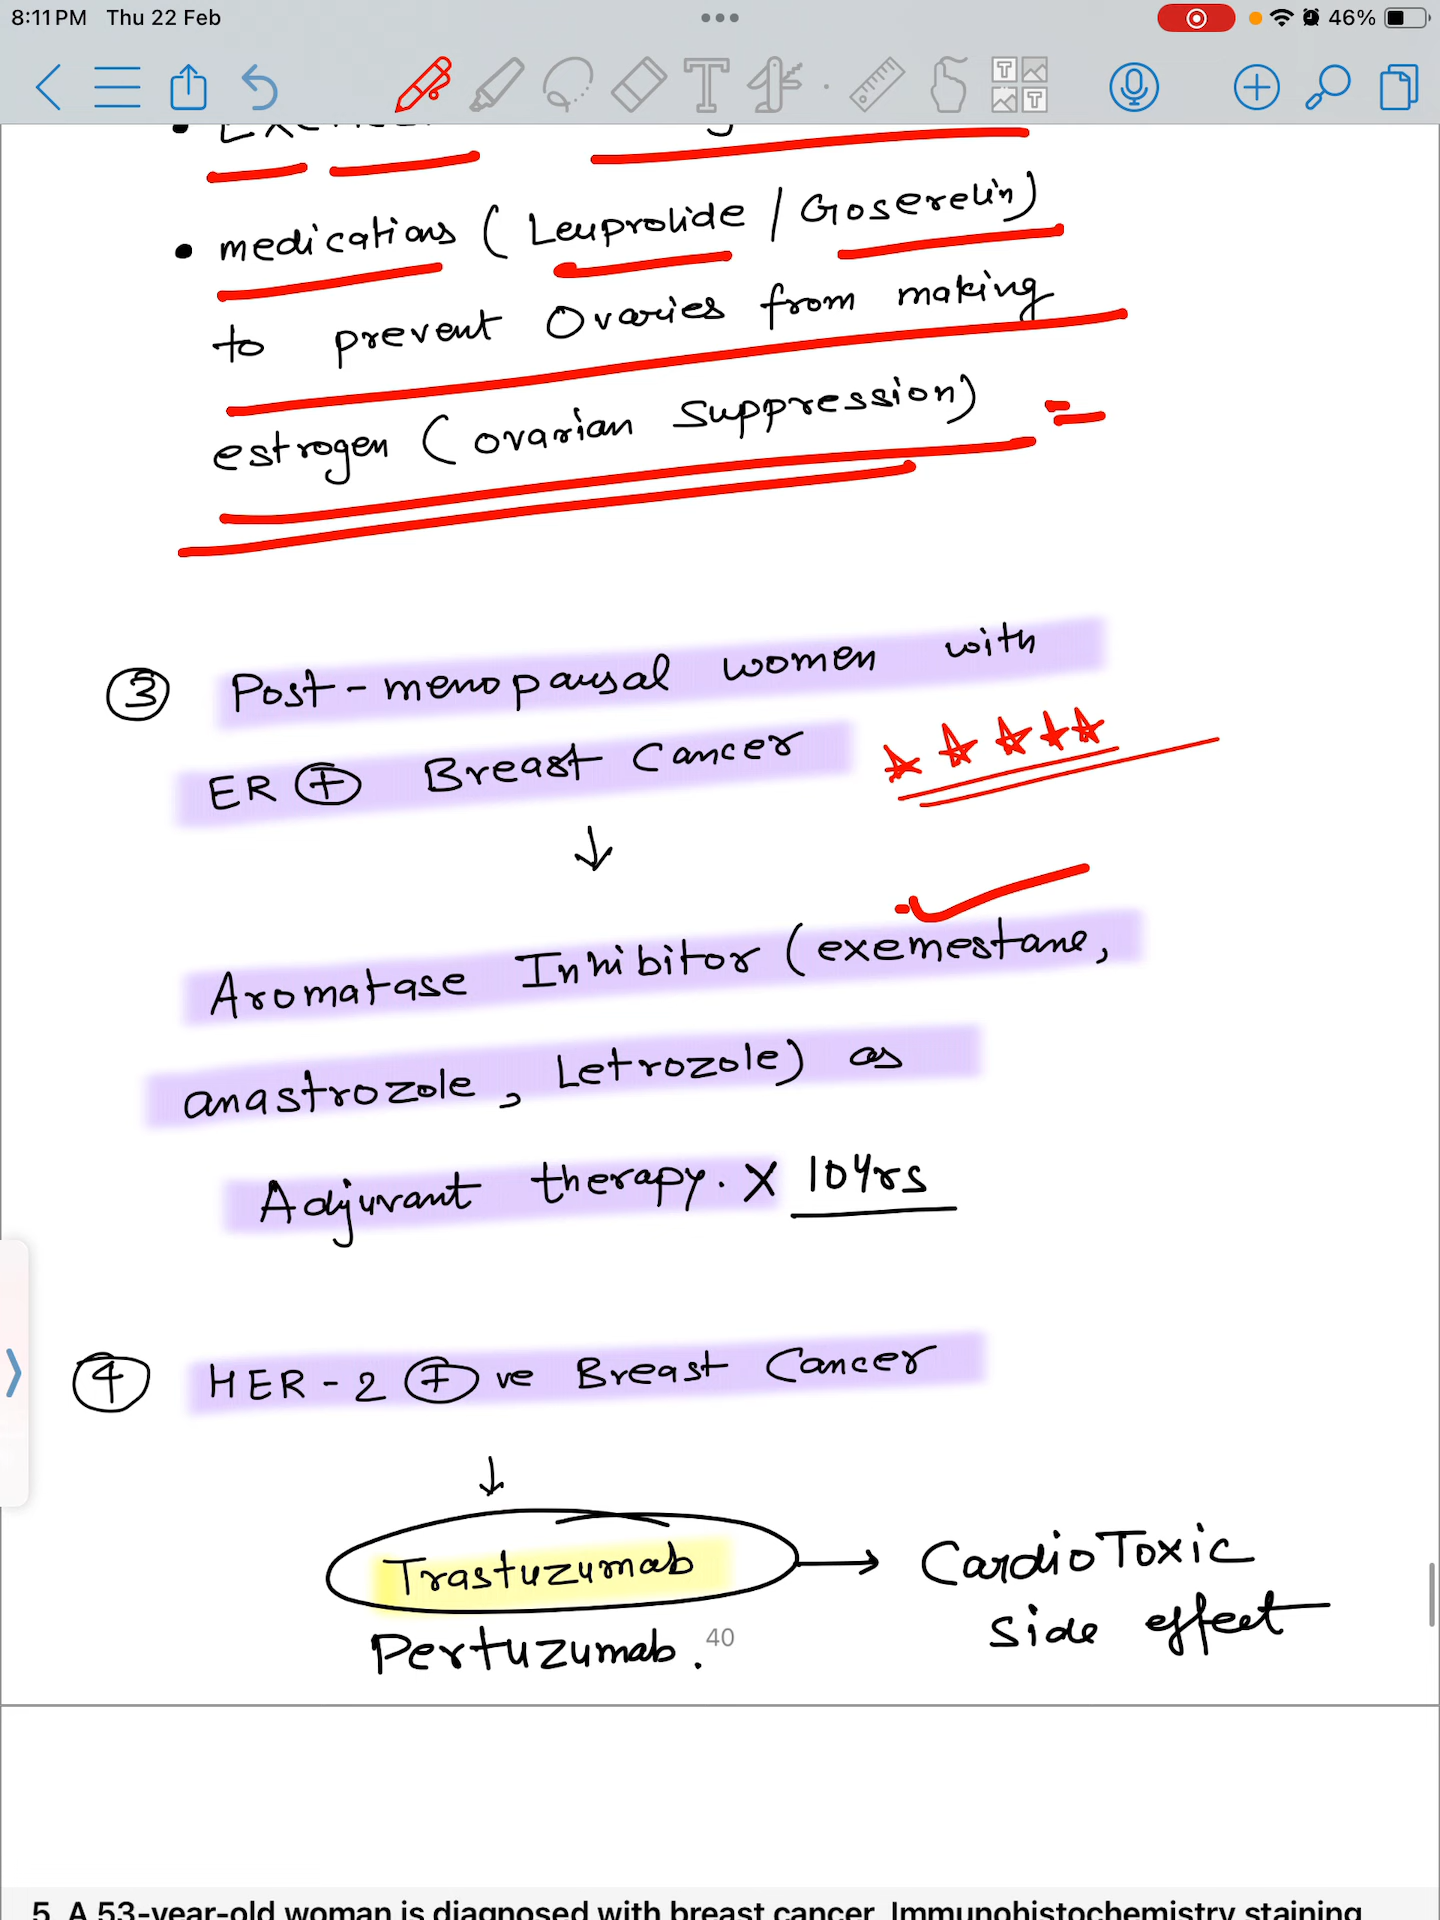 8:11 PM Thu 22 Feb
46%
• medications (Leuprolide / Goserelin)
to prevent Ovaries from making
estrogen (ovarian suppression)
③ Post-menopausal women with
ER ⊕ Breast Cancer
↓
Aromatase Inhibitor (exemestane,
anastrozole, Letrozole) as
Adjuvant therapy. X 10Yrs
④ HER-2 ⊕ve Breast Cancer
↓
Trastuzumab → CardioToxic
side effect
Pertuzumab.
40
5. A 53-year-old woman is diagnosed with breast cancer. Immunohistochemistry staining